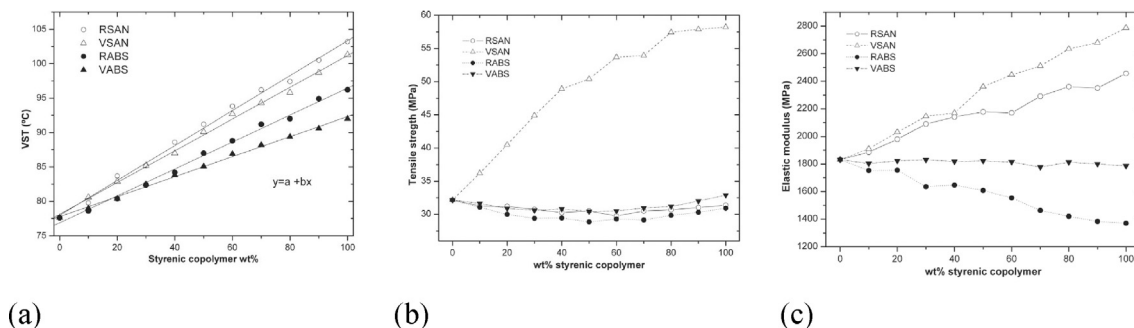 105
100
95
90
85
80
75
VST (ºC)
RSAN
VSAN
RABS
VABS
y=a +bx
0
20
40
60
80
100
Styrenic copolymer wt%
(a)
60
55
50
45
40
35
30
Tensile stregth (MPa)
RSAN
VSAN
RABS
VABS
0
20
40
60
80
100
wt% styrenic copolymer
(b)
2800
2600
2400
2200
2000
1800
1600
1400
1200
Elastic modulus (MPa)
RSAN
VSAN
RABS
VABS
0
20
40
60
80
100
wt% styrenic copolymer
(c)